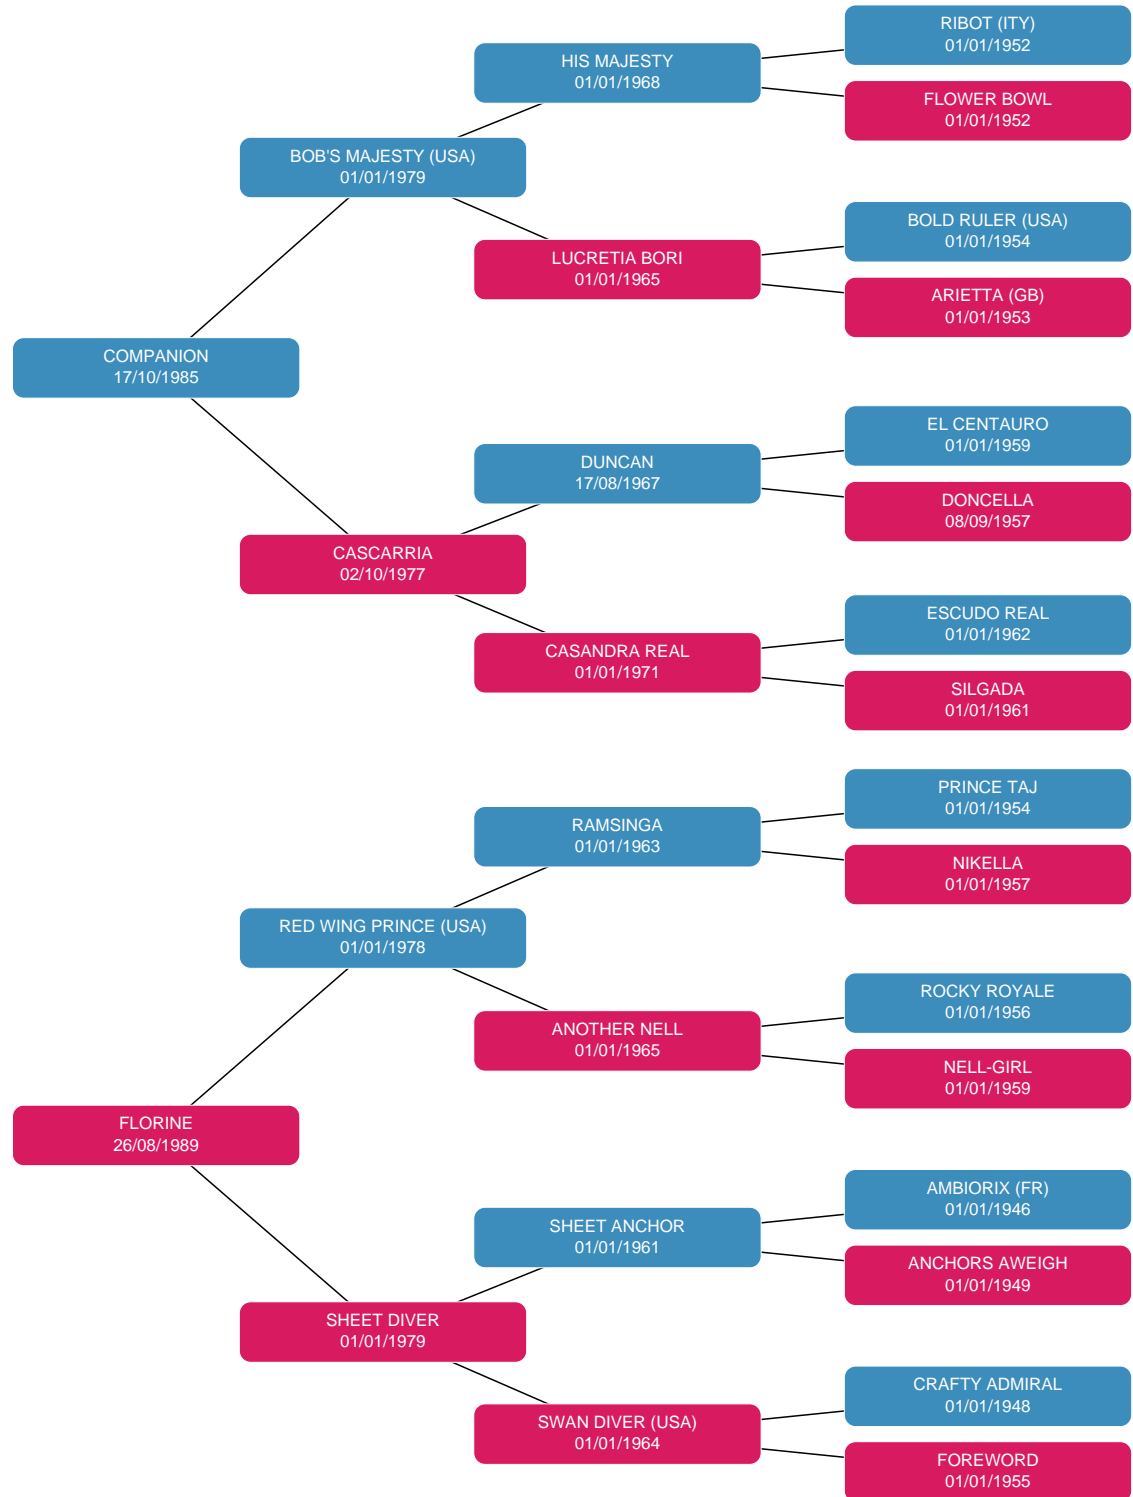 RIBOT (ITY)
01/01/1952
HIS MAJESTY
01/01/1968
FLOWER BOWL
01/01/1952
BOB'S MAJESTY (USA)
01/01/1979
BOLD RULER (USA)
01/01/1954
LUCRETIA BORI
01/01/1965
ARIETTA (GB)
01/01/1953
COMPANION
17/10/1985
EL CENTAURO
01/01/1959
DUNCAN
17/08/1967
DONCELLA
08/09/1957
CASCARRIA
02/10/1977
ESCUDO REAL
01/01/1962
CASANDRA REAL
01/01/1971
SILGADA
01/01/1961
PRINCE TAJ
01/01/1954
RAMSINGA
01/01/1963
NIKELLA
01/01/1957
RED WING PRINCE (USA)
01/01/1978
ROCKY ROYALE
01/01/1956
ANOTHER NELL
01/01/1965
NELL-GIRL
01/01/1959
FLORINE
26/08/1989
AMBIORIX (FR)
01/01/1946
SHEET ANCHOR
01/01/1961
ANCHORS AWEIGH
01/01/1949
SHEET DIVER
01/01/1979
CRAFTY ADMIRAL
01/01/1948
SWAN DIVER (USA)
01/01/1964
FOREWORD
01/01/1955